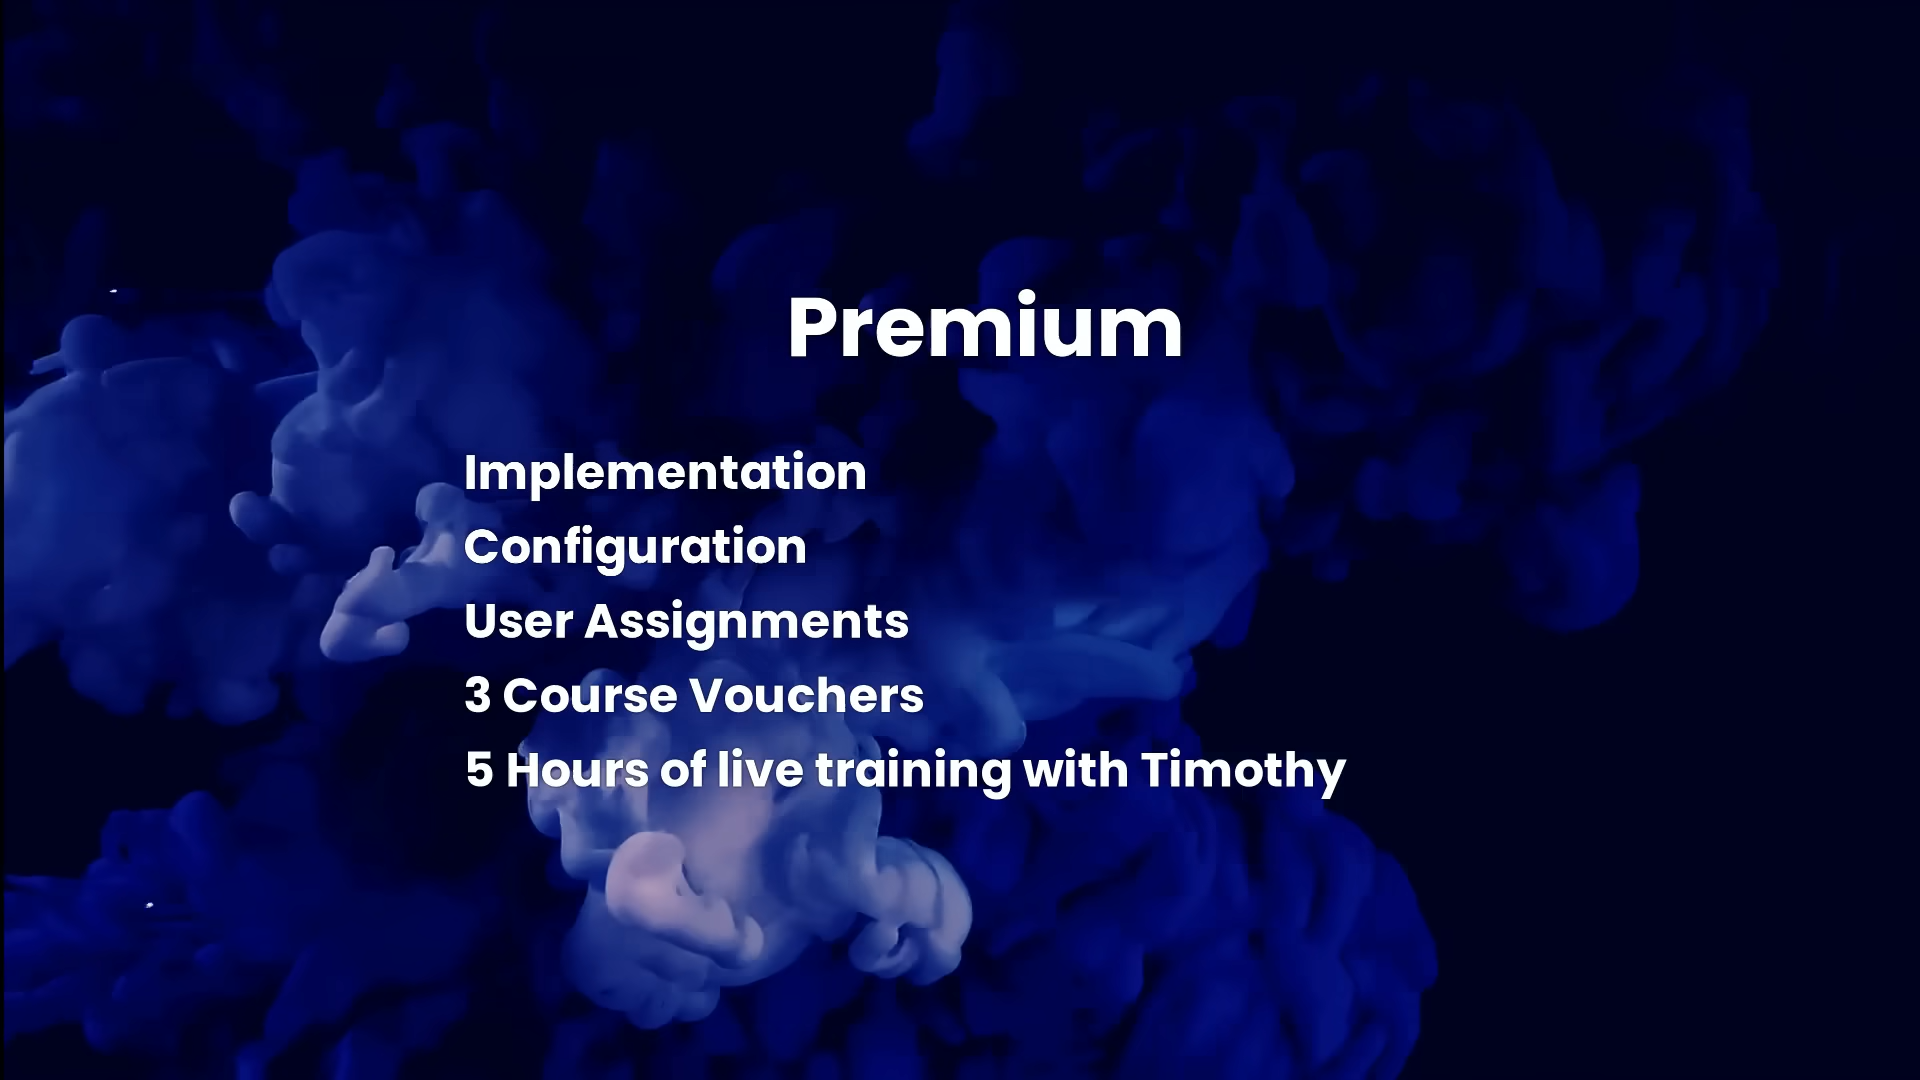 Premium
Implementation
Configuration
User Assignments
3 Course Vouchers
5 Hours of live training with Timothy